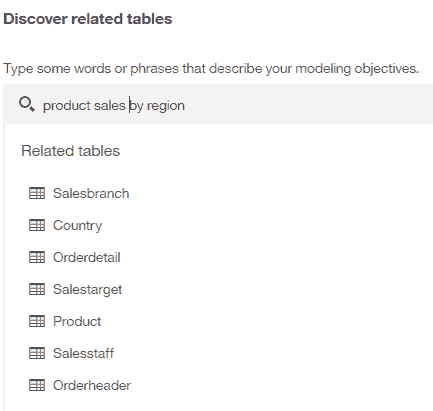 Discover related tables
Type some words or phrases that describe your modeling objectives.
product sales by region
Related tables
Salesbranch
Country
Orderdetail
Salestarget
Product
Salesstaff
Orderheader